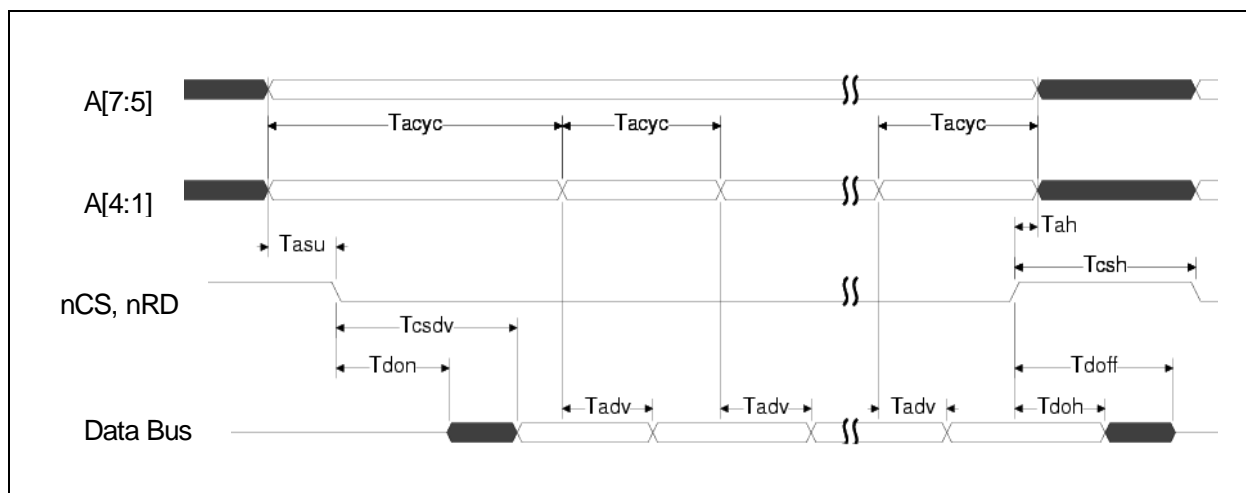 A[7:5]
Tacyc Tacyc Tacyc
A[4:1]
Tah
Tasu
Tcsh
nCS, nRD
Tcsdv
Tdon Tdoff
Tadv Tadv Tadv Tdoh
Data Bus